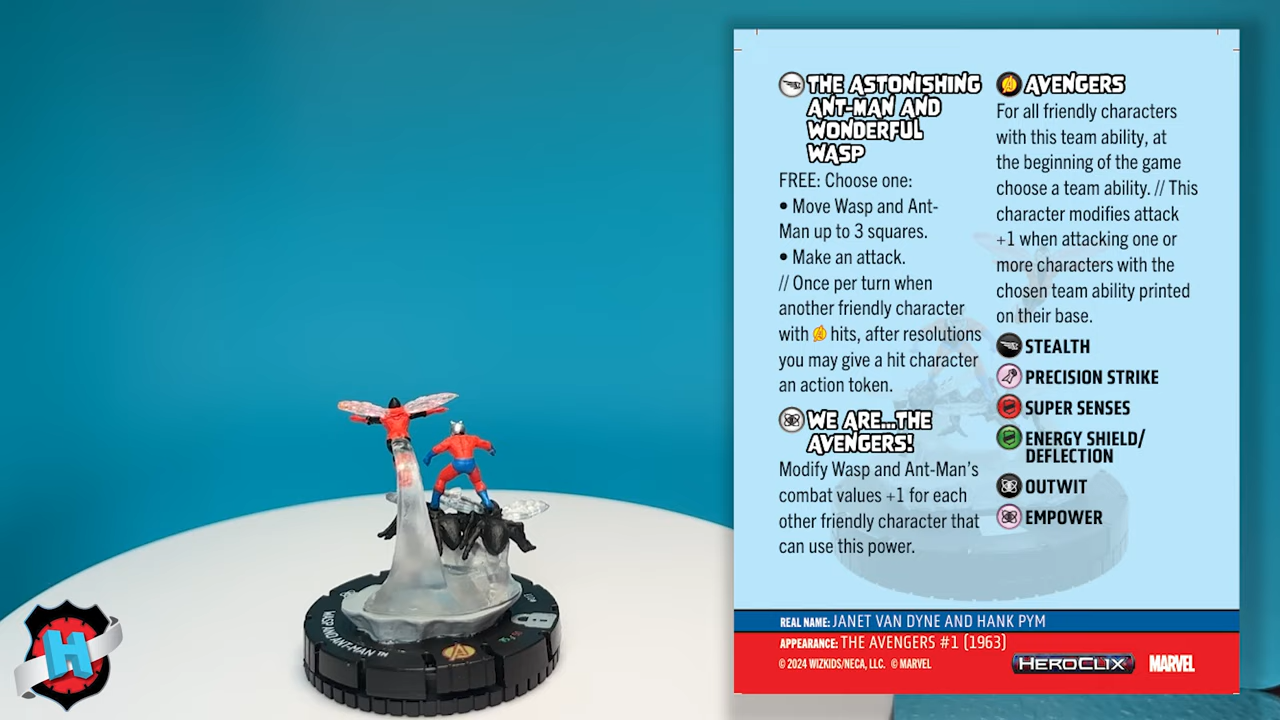 THE ASTONISHING
ANT-MAN AND
WONDERFUL
WASP
FREE: Choose one:
• Move Wasp and Ant-
Man up to 3 squares.
• Make an attack.
// Once per turn when
another friendly character
with hits, after resolutions
you may give a hit character
an action token.
WE ARE...THE
AVENGERS!
Modify Wasp and Ant-Man's
combat values +1 for each
other friendly character that
can use this power.
AVENGERS
For all friendly characters
with this team ability, at
the beginning of the game
choose a team ability. // This
character modifies attack
+1 when attacking one or
more characters with the
chosen team ability printed
on their base.
STEALTH
PRECISION STRIKE
SUPER SENSES
ENERGY SHIELD/
DEFLECTION
OUTWIT
EMPOWER
REAL NAME: JANET VAN DYNE AND HANK PYM
APPEARANCE: THE AVENGERS #1 (1963)
© 2024 WIZKIDS/NECA, LLC. © MARVEL
HEROCLIX
MARVEL
WASP AND ANT-MAN™
H